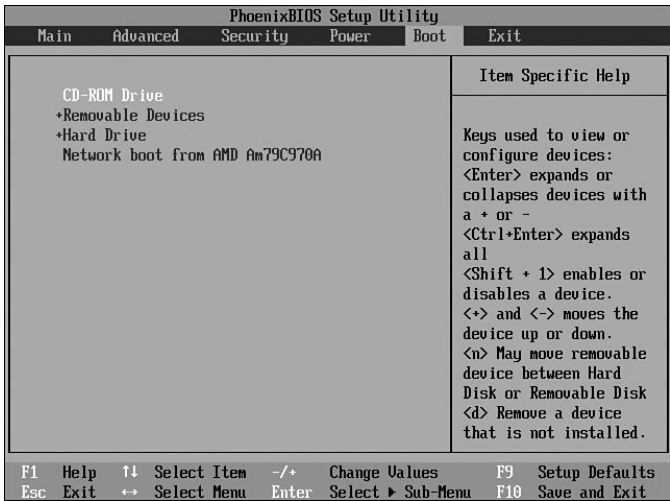 PhoenixBIOS Setup Utility
Main Advanced Security Power Boot Exit
CD-ROM Drive
+Removable Devices
+Hard Drive
Network boot from AMD Am79C970A
Item Specific Help
Keys used to view or
configure devices:
<Enter> expands or
collapses devices with
a + or -
<Ctrl+Enter> expands
all
<Shift + 1> enables or
disables a device.
<+> and <-> moves the
device up or down.
<n> May move removable
device between Hard
Disk or Removable Disk
<d> Remove a device
that is not installed.
F1 Help ↑↓ Select Item -/+ Change Values F9 Setup Defaults
Esc Exit ↔ Select Menu Enter Select ▶ Sub-Menu F10 Save and Exit